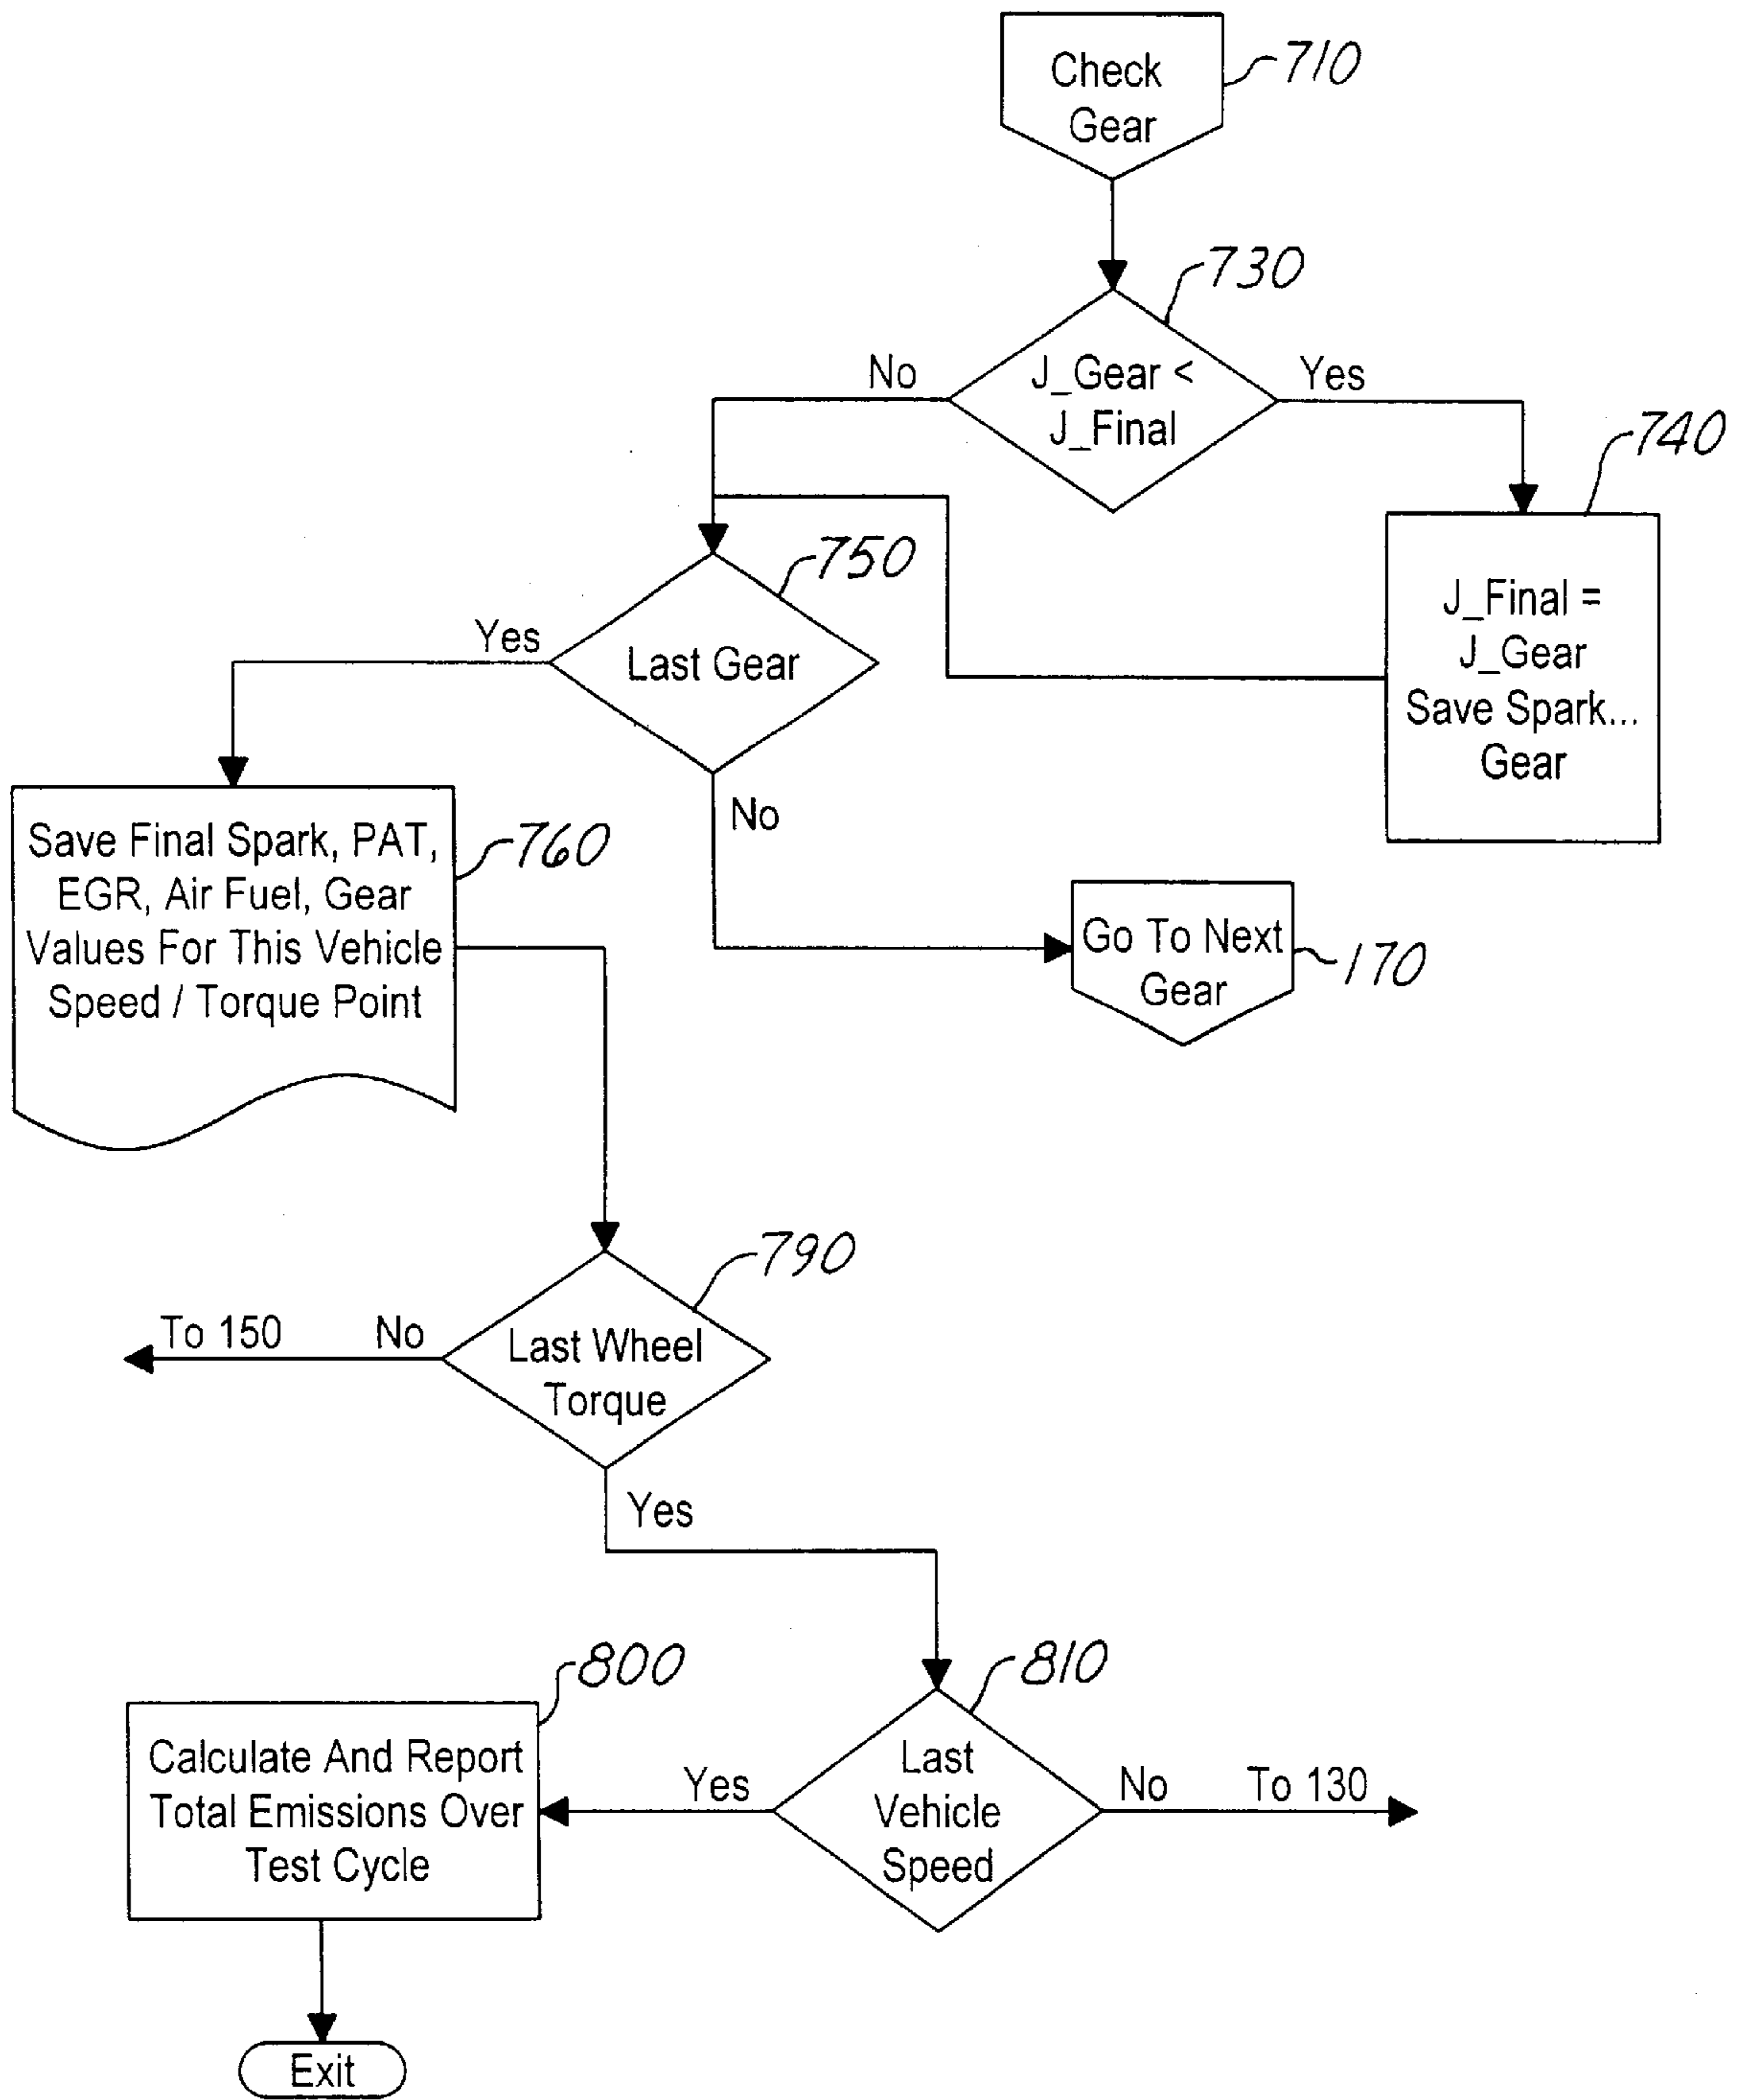 Check
Gear
710
730
J_Gear <
J_Final
No
Yes
740
J_Final =
J_Gear
Save Spark...
Gear
750
Last Gear
Yes
No
Save Final Spark, PAT,
EGR, Air Fuel, Gear
Values For This Vehicle
Speed / Torque Point
760
Go To Next
Gear
170
790
Last Wheel
Torque
To 150
No
Yes
800
Calculate And Report
Total Emissions Over
Test Cycle
810
Last
Vehicle
Speed
Yes
No
To 130
Exit